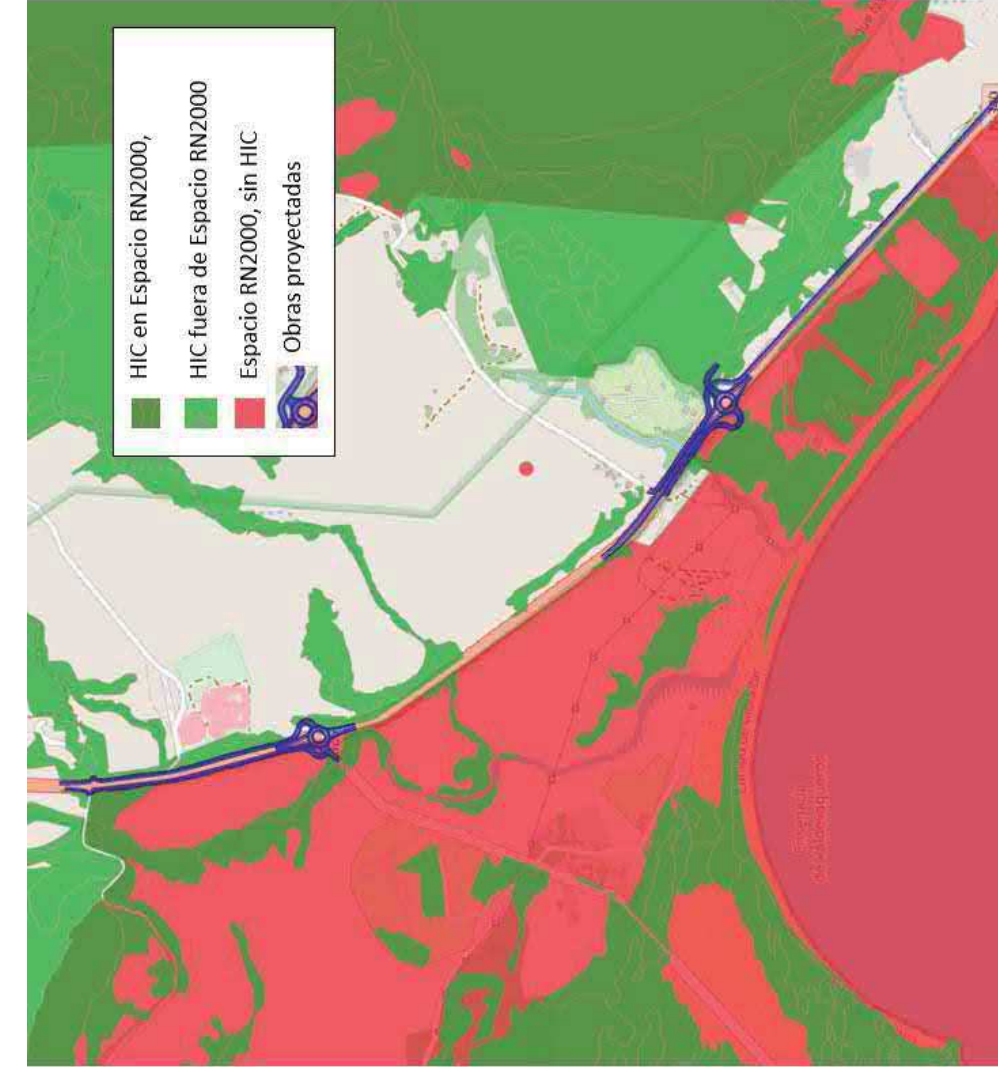 HIC en Espacio RN2000,
HIC fuera de Espacio RN2000
Espacio RN2000, sin HIC
Obras proyectadas